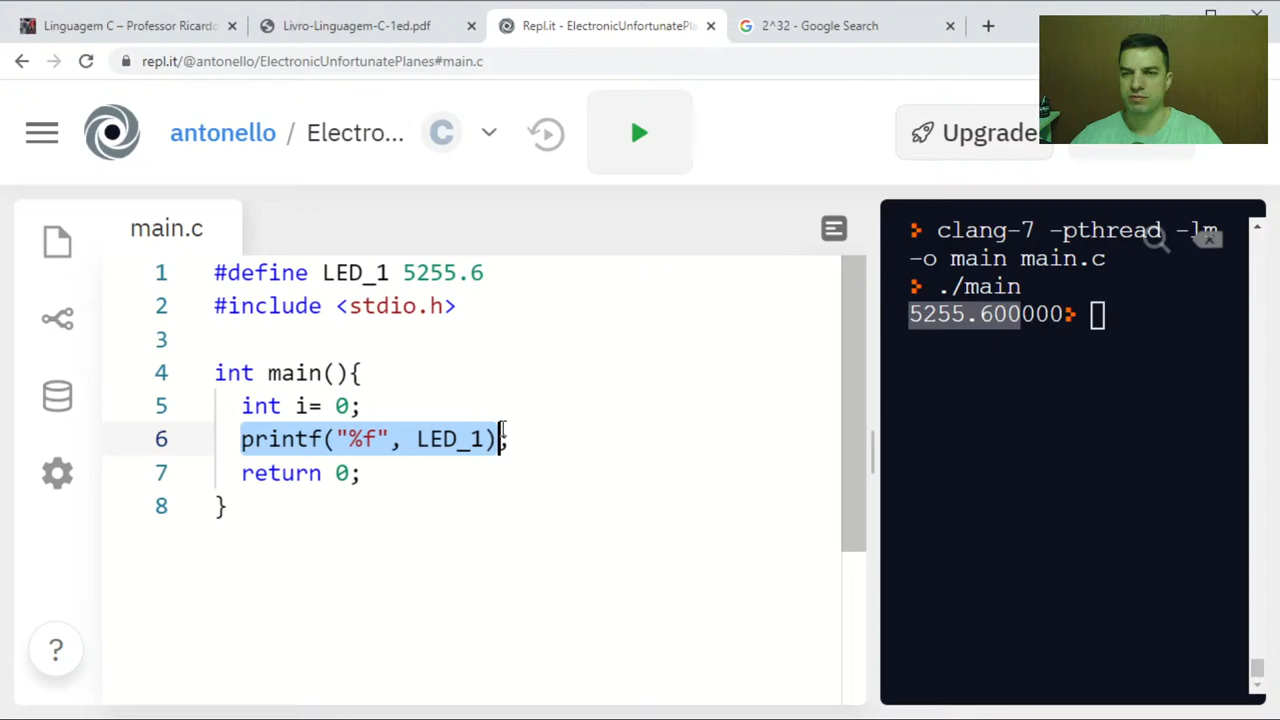 Linguagem C – Professor Ricardo
Livro-Linguagem-C-1ed.pdf
Repl.it - ElectronicUnfortunatePla
2^32 - Google Search
repl.it/@antonello/ElectronicUnfortunatePlanes#main.c
antonello / Electro... C
Upgrade
main.c
1 #define LED_1 5255.6
2 #include <stdio.h>
3
4 int main(){
5 int i= 0;
6 printf("%f", LED_1);
7 return 0;
8 }
clang-7 -pthread -lm
-o main main.c
./main
5255.600000
?